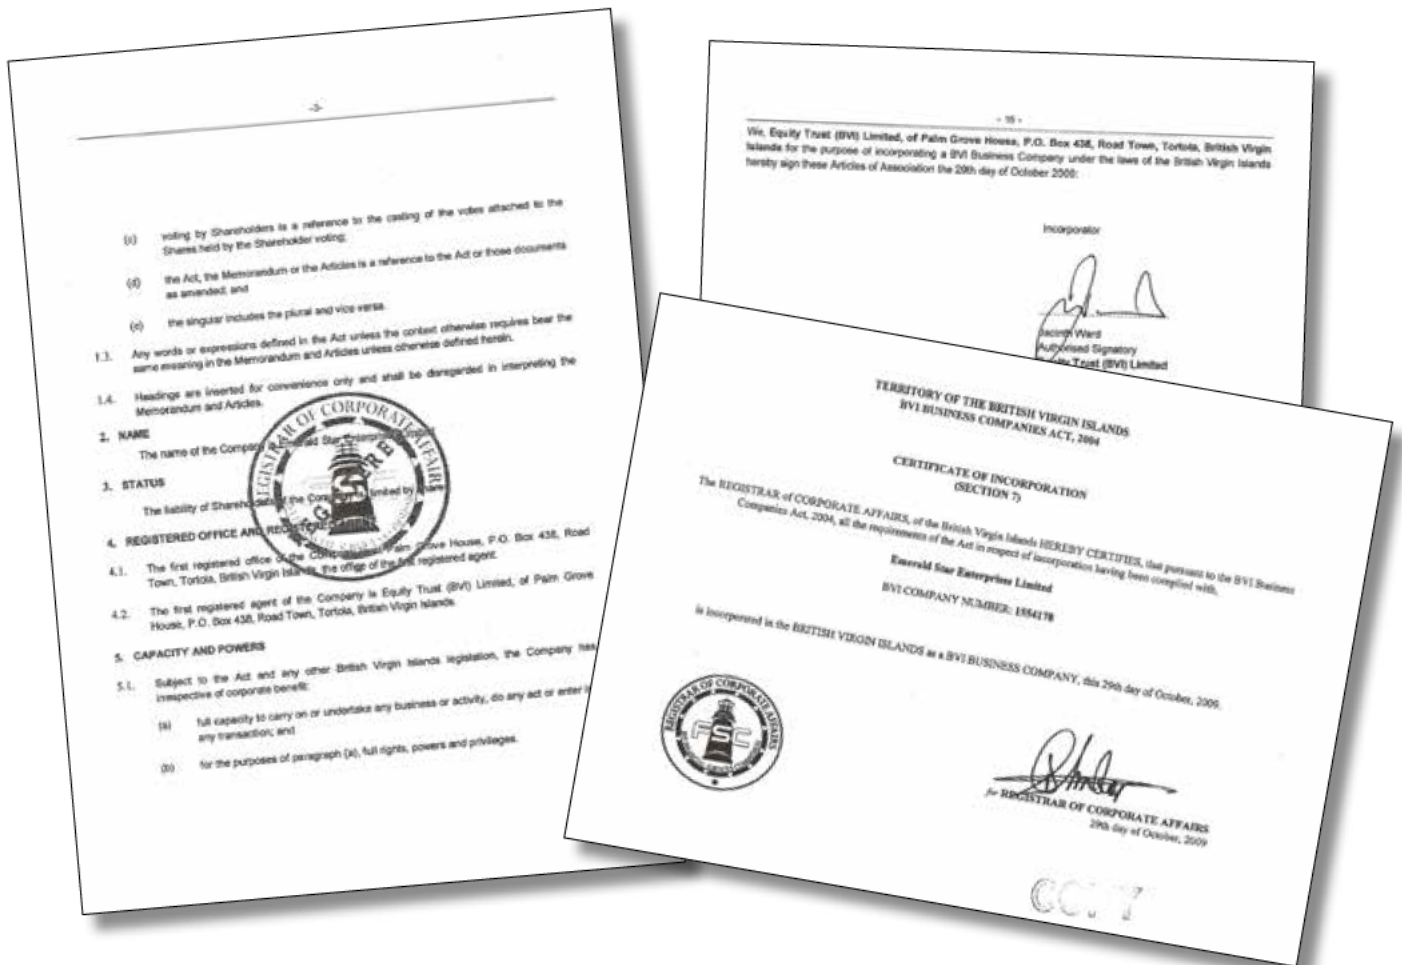 -3-
(c) voting by Shareholders is a reference to the casting of the votes attached to the
Shares held by the Shareholder voting;
(d) the Act, the Memorandum or the Articles is a reference to the Act or those documents
as amended; and
(e) the singular includes the plural and vice versa.
1.3. Any words or expressions defined in the Act unless the context otherwise requires bear the
same meaning in the Memorandum and Articles unless otherwise defined herein.
1.4. Headings are inserted for convenience only and shall be disregarded in interpreting the
Memorandum and Articles.
2. NAME
The name of the Company Star Enterprises
3. STATUS
The liability of Shareholders of the Company is limited by shares
4. REGISTERED OFFICE AND REGISTERED AGENT
4.1. The first registered office of the Company is at Palm Grove House, P.O. Box 438, Road
Town, Tortola, British Virgin Islands, the office of the first registered agent.
4.2. The first registered agent of the Company is Equity Trust (BVI) Limited, of Palm Grove
House, P.O. Box 438, Road Town, Tortola, British Virgin Islands.
5. CAPACITY AND POWERS
5.1. Subject to the Act and any other British Virgin Islands legislation, the Company has,
irrespective of corporate benefit:
(a) full capacity to carry on or undertake any business or activity, do any act or enter
any transaction; and
(b) for the purposes of paragraph (a), full rights, powers and privileges.
REGISTRAR OF CORPORATE AFFAIRS
- 16 -
We, Equity Trust (BVI) Limited, of Palm Grove House, P.O. Box 438, Road Town, Tortola, British Virgin
Islands for the purpose of incorporating a BVI Business Company under the laws of the British Virgin Islands
hereby sign these Articles of Association the 29th day of October 2009:
Incorporator
Jacinth Ward
Authorised Signatory
Trust (BVI) Limited
TERRITORY OF THE BRITISH VIRGIN ISLANDS
BVI BUSINESS COMPANIES ACT, 2004
CERTIFICATE OF INCORPORATION
(SECTION 7)
The REGISTRAR of CORPORATE AFFAIRS, of the British Virgin Islands HEREBY CERTIFIES, that pursuant to the BVI Business
Companies Act, 2004, all the requirements of the Act in respect of incorporation having been complied with,
Emerald Star Enterprises Limited
BVI COMPANY NUMBER: 1554178
is incorporated in the BRITISH VIRGIN ISLANDS as a BVI BUSINESS COMPANY, this 29th day of October, 2009.
REGISTRAR OF CORPORATE AFFAIRS
FSC
for REGISTRAR OF CORPORATE AFFAIRS
29th day of October, 2009